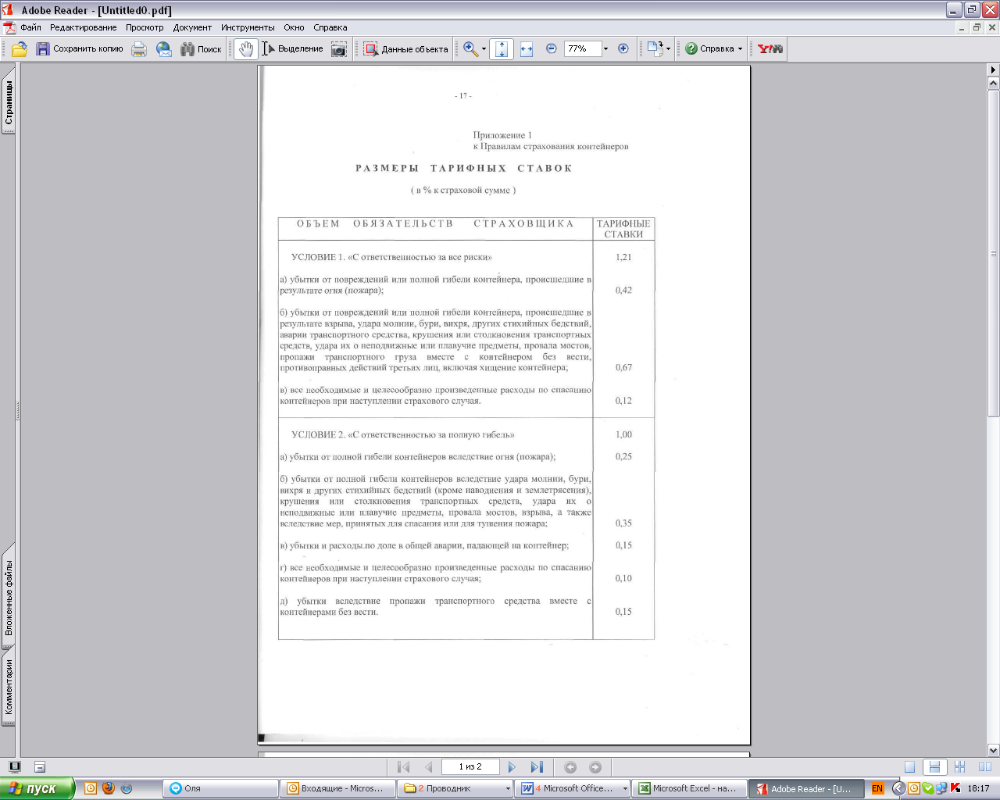 Adobe Reader - [Untitled0.pdf]
Файл Редактирование Просмотр Документ Инструменты Окно Справка
Сохранить копию Поиск Выделение Данные объекта 77% Справка Y!
Страницы
Вложенные файлы
Комментарии
- 17 -
Приложение 1
к Правилам страхования контейнеров
РАЗМЕРЫ ТАРИФНЫХ СТАВОК
( в % к страховой сумме )
ОБЪЕМ ОБЯЗАТЕЛЬСТВ СТРАХОВЩИКА ТАРИФНЫЕ
СТАВКИ
УСЛОВИЕ 1. «С ответственностью за все риски» 1,21
а) убытки от повреждений или полной гибели контейнера, происшедшие в
результате огня (пожара); 0,42
б) убытки от повреждений или полной гибели контейнера, происшедшие в
результате взрыва, удара молнии, бури, вихря, других стихийных бедствий,
аварии транспортного средства, крушения или столкновения транспортных
средств, удара их о неподвижные или плавучие предметы, провала мостов,
пропажи транспортного груза вместе с контейнером без вести,
противоправных действий третьих лиц, включая хищение контейнера; 0,67
в) все необходимые и целесообразно произведенные расходы по спасанию
контейнеров при наступлении страхового случая. 0,12
УСЛОВИЕ 2. «С ответственностью за полную гибель» 1,00
а) убытки от полной гибели контейнеров вследствие огня (пожара); 0,25
б) убытки от полной гибели контейнеров вследствие удара молнии, бури,
вихря и других стихийных бедствий (кроме наводнения и землетрясения),
крушения или столкновения транспортных средств, удара их о
неподвижные или плавучие предметы, провала мостов, взрыва, а также
вследствие мер, принятых для спасания или для тушения пожара; 0,35
в) убытки и расходы по доле в общей аварии, падающей на контейнер; 0,15
г) все необходимые и целесообразно произведенные расходы по спасанию
контейнеров при наступлении страхового случая; 0,10
д) убытки вследствие пропажи транспортного средства вместе с
контейнерами без вести. 0,15
1 из 2
пуск Оля Входящие - Micros... 2 Проводник 4 Microsoft Office... Microsoft Excel - на... Adobe Reader - [U... EN 18:17